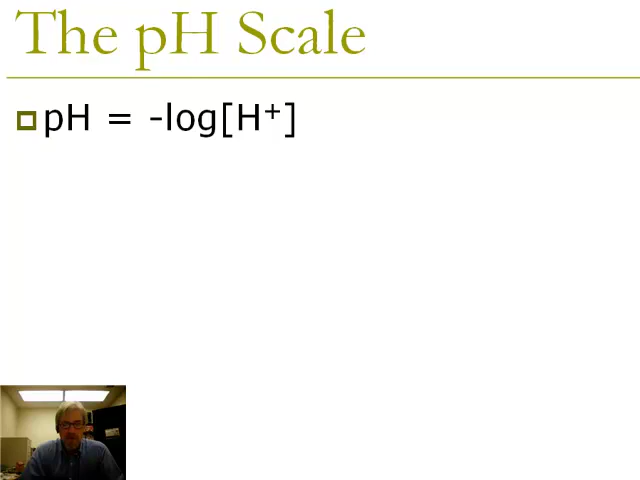 The pH Scale
pH = -log[H⁺]